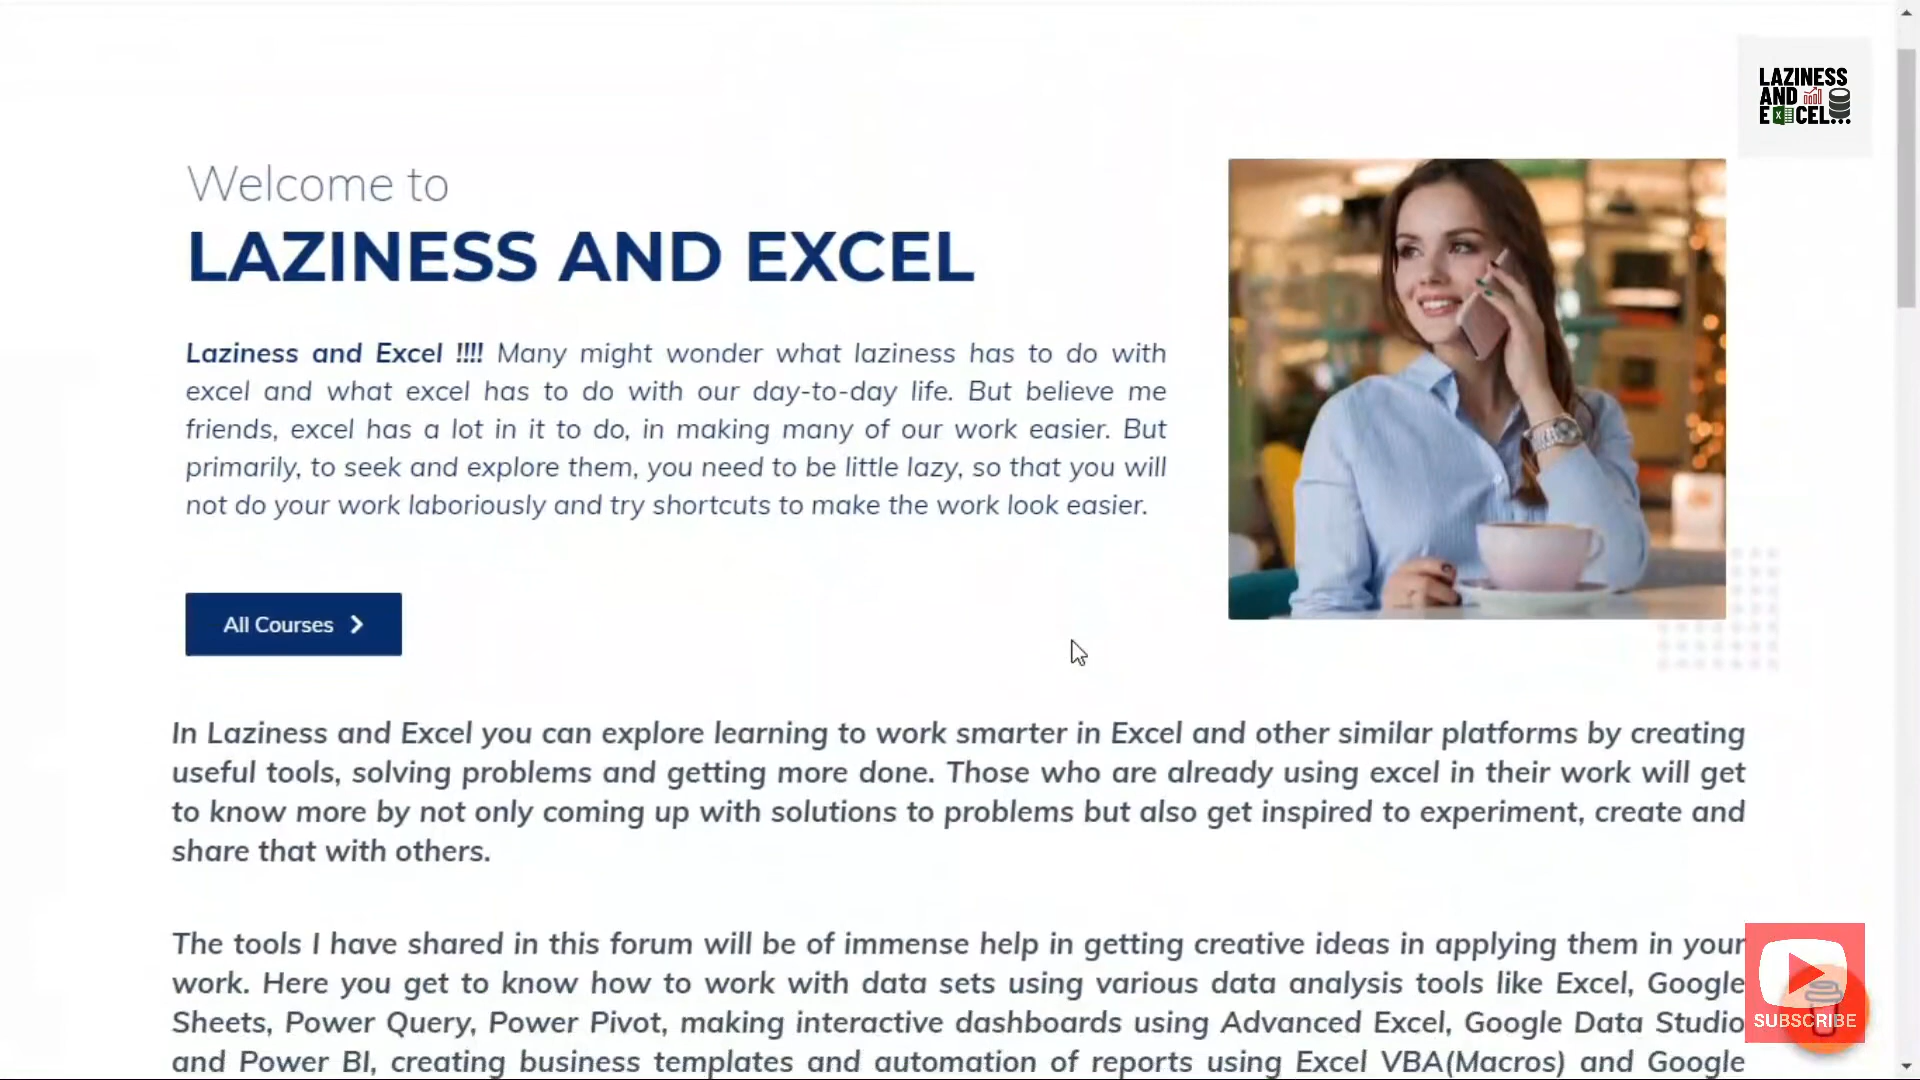 LAZINESS
AND
EXCEL...
Welcome to
LAZINESS AND EXCEL
Laziness and Excel !!!! Many might wonder what laziness has to do with
excel and what excel has to do with our day-to-day life. But believe me
friends, excel has a lot in it to do, in making many of our work easier. But
primarily, to seek and explore them, you need to be little lazy, so that you will
not do your work laboriously and try shortcuts to make the work look easier.
All Courses
In Laziness and Excel you can explore learning to work smarter in Excel and other similar platforms by creating
useful tools, solving problems and getting more done. Those who are already using excel in their work will get
to know more by not only coming up with solutions to problems but also get inspired to experiment, create and
share that with others.
The tools I have shared in this forum will be of immense help in getting creative ideas in applying them in your
work. Here you get to know how to work with data sets using various data analysis tools like Excel, Google
Sheets, Power Query, Power Pivot, making interactive dashboards using Advanced Excel, Google Data Studio
and Power BI, creating business templates and automation of reports using Excel VBA(Macros) and Google
SUBSCRIBE